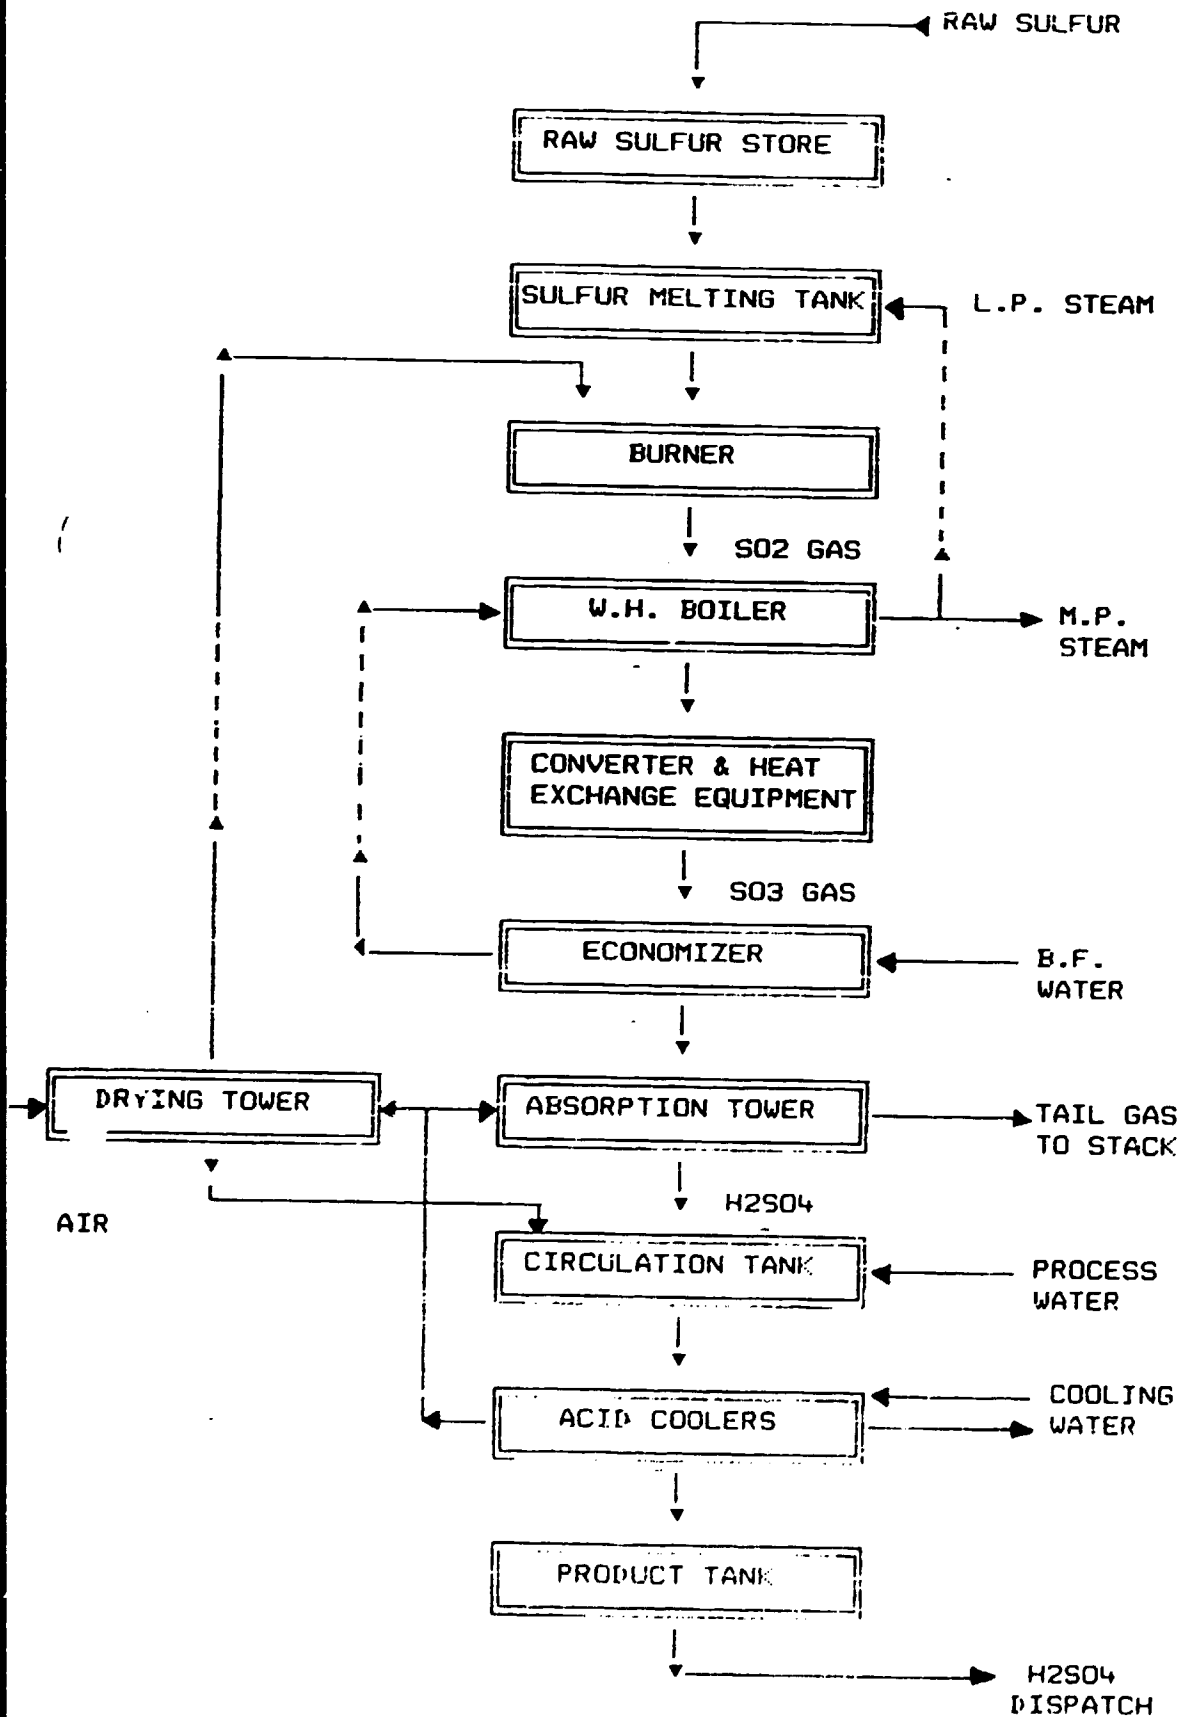 RAW SULFUR
RAW SULFUR STORE
SULFUR MELTING TANK
L.P. STEAM
BURNER
SO2 GAS
W.H. BOILER
M.P.
STEAM
CONVERTER & HEAT
EXCHANGE EQUIPMENT
SO3 GAS
ECONOMIZER
B.F.
WATER
DRYING TOWER
ABSORPTION TOWER
TAIL GAS
TO STACK
H2SO4
AIR
CIRCULATION TANK
PROCESS
WATER
ACID COOLERS
COOLING
WATER
PRODUCT TANK
H2SO4
DISPATCH